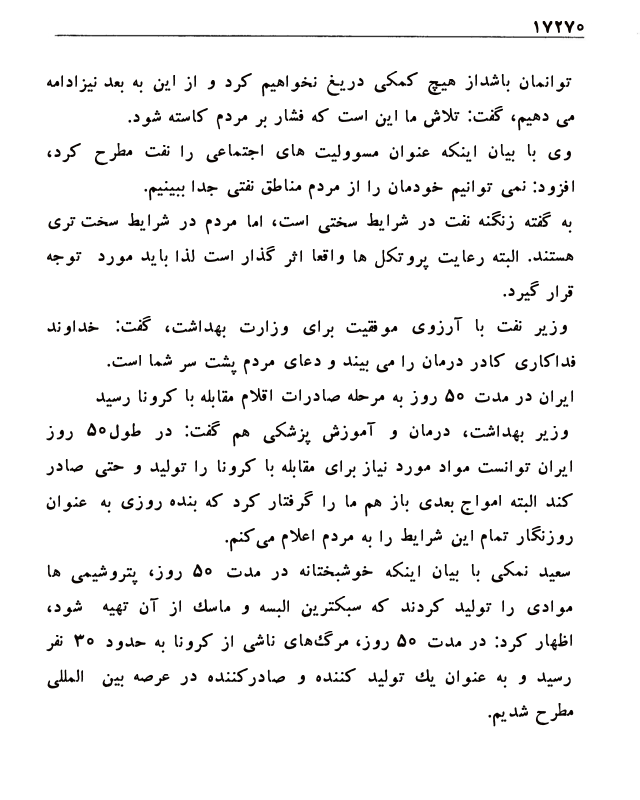 ۱۷۲۷۰
توانمان باشداز هیچ کمکی دریغ نخواهیم کرد و از این به بعد نیزادامه
می دهیم، گفت: تلاش ما این است که فشار بر مردم کاسته شود.
وی با بیان اینکه عنوان مسوولیت های اجتماعی را نفت مطرح کرد،
افزود: نمی توانیم خودمان را از مردم مناطق نفتی جدا ببینیم.
به گفته زنگنه نفت در شرایط سختی است، اما مردم در شرایط سخت تری
هستند. البته رعایت پروتکل ها واقعا اثر گذار است لذا باید مورد توجه
قرار گیرد.
وزیر نفت با آرزوی موفقیت برای وزارت بهداشت، گفت: خداوند
فداکاری کادر درمان را می بیند و دعای مردم پشت سر شما است.
ایران در مدت ۵۰ روز به مرحله صادرات اقلام مقابله با کرونا رسید
وزیر بهداشت، درمان و آموزش پزشکی هم گفت: در طول۵۰ روز
ایران توانست مواد مورد نیاز برای مقابله با کرونا را تولید و حتی صادر
کند البته امواج بعدی باز هم ما را گرفتار کرد که بنده روزی به عنوان
روزنگار تمام این شرایط را به مردم اعلام می‌کنم.
سعید نمکی با بیان اینکه خوشبختانه در مدت ۵۰ روز، پتروشیمی ها
موادی را تولید کردند که سبکترین البسه و ماسک از آن تهیه شود،
اظهار کرد: در مدت ۵۰ روز، مرگ‌های ناشی از کرونا به حدود ۳۰ نفر
رسید و به عنوان یك تولید کننده و صادرکننده در عرصه بین المللی
مطرح شدیم.